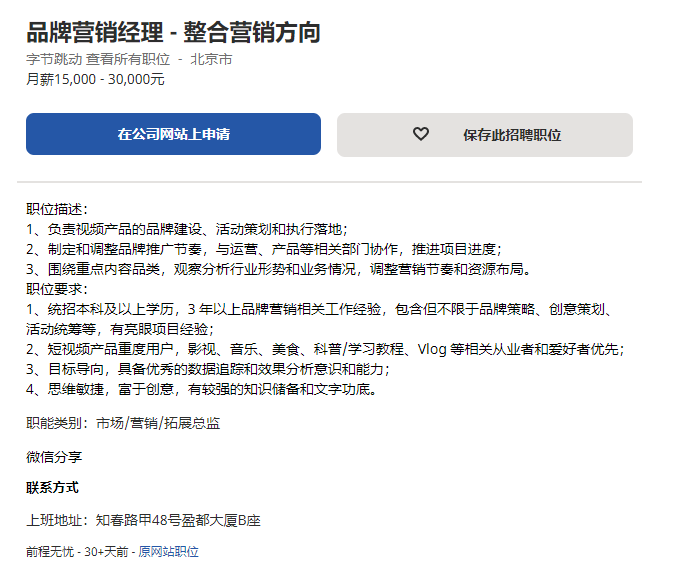 品牌营销经理 - 整合营销方向
字节跳动 查看所有职位 - 北京市
月薪15,000 - 30,000元
在公司网站上申请
保存此招聘职位
职位描述：
1、负责视频产品的品牌建设、活动策划和执行落地；
2、制定和调整品牌推广节奏，与运营、产品等相关部门协作，推进项目进度；
3、围绕重点内容品类，观察分析行业形势和业务情况，调整营销节奏和资源布局。
职位要求：
1、统招本科及以上学历，3 年以上品牌营销相关工作经验，包含但不限于品牌策略、创意策划、
活动统筹等，有亮眼项目经验；
2、短视频产品重度用户，影视、音乐、美食、科普/学习教程、Vlog 等相关从业者和爱好者优先；
3、目标导向，具备优秀的数据追踪和效果分析意识和能力；
4、思维敏捷，富于创意，有较强的知识储备和文字功底。
职能类别：市场/营销/拓展总监
微信分享
联系方式
上班地址：知春路甲48号盈都大厦B座
前程无忧 - 30+天前 - 原网站职位